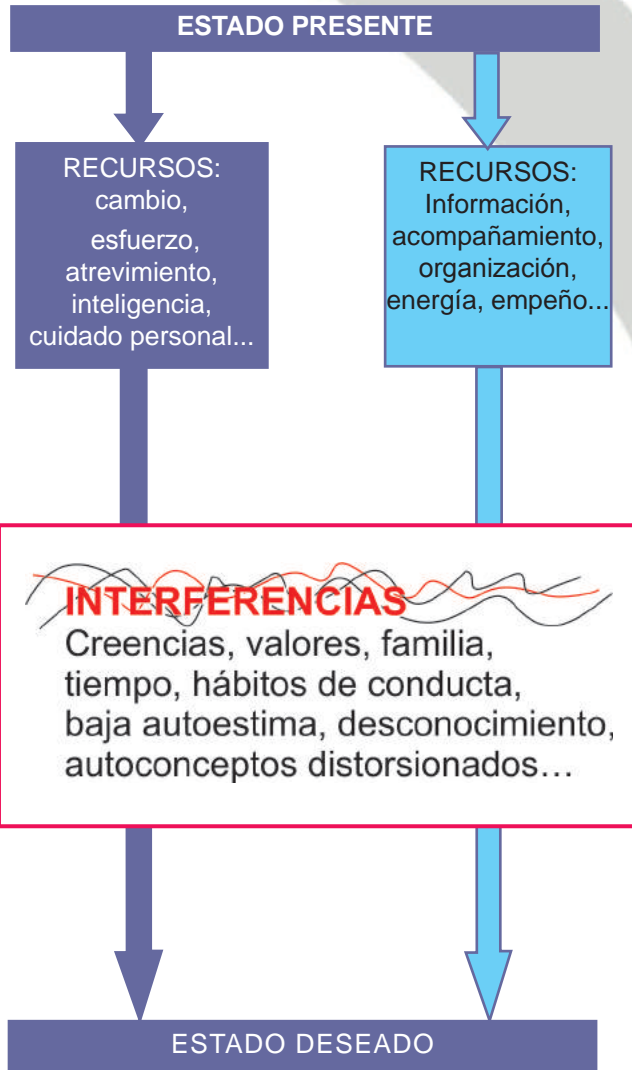 ESTADO PRESENTE
RECURSOS:
cambio,
esfuerzo,
atrevimiento,
inteligencia,
cuidado personal...
RECURSOS:
Información,
acompañamiento,
organización,
energía, empeño...
INTERFERENCIAS
Creencias, valores, familia,
tiempo, hábitos de conducta,
baja autoestima, desconocimiento,
autoconceptos distorsionados...
ESTADO DESEADO